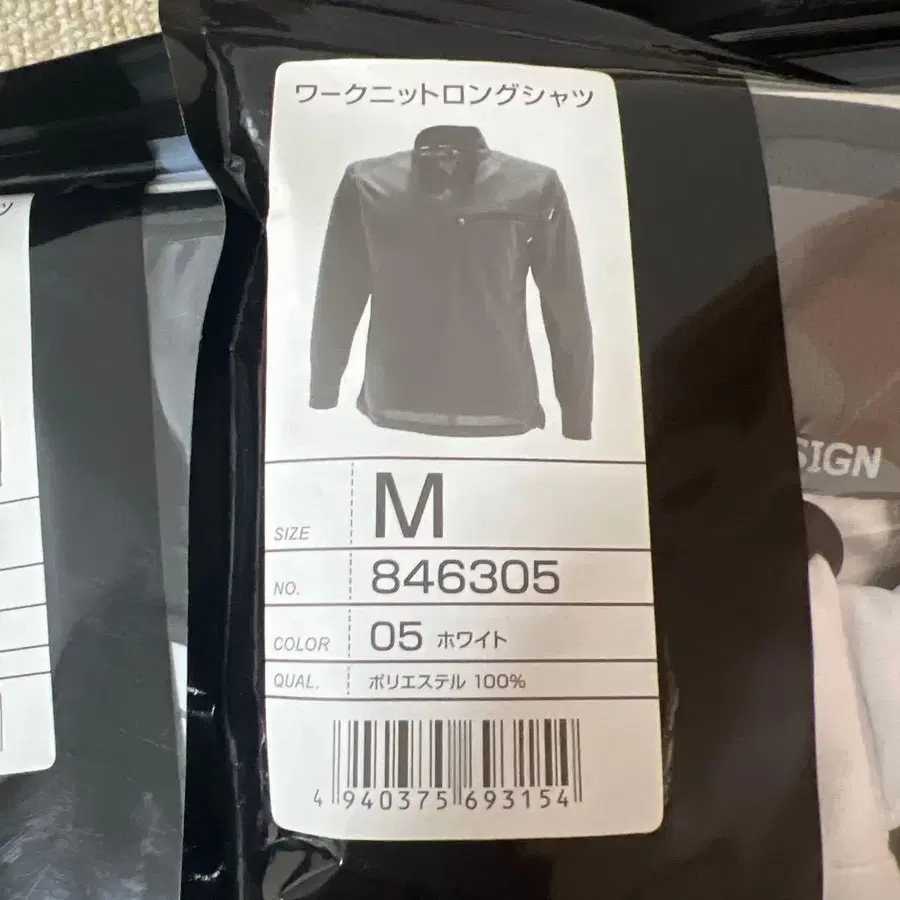 ワークニットロングシャツ
SIZE M
NO. 846305
COLOR 05 ホワイト
QUAL. ポリエステル 100%
4 940375 693154
SIGN
ツ